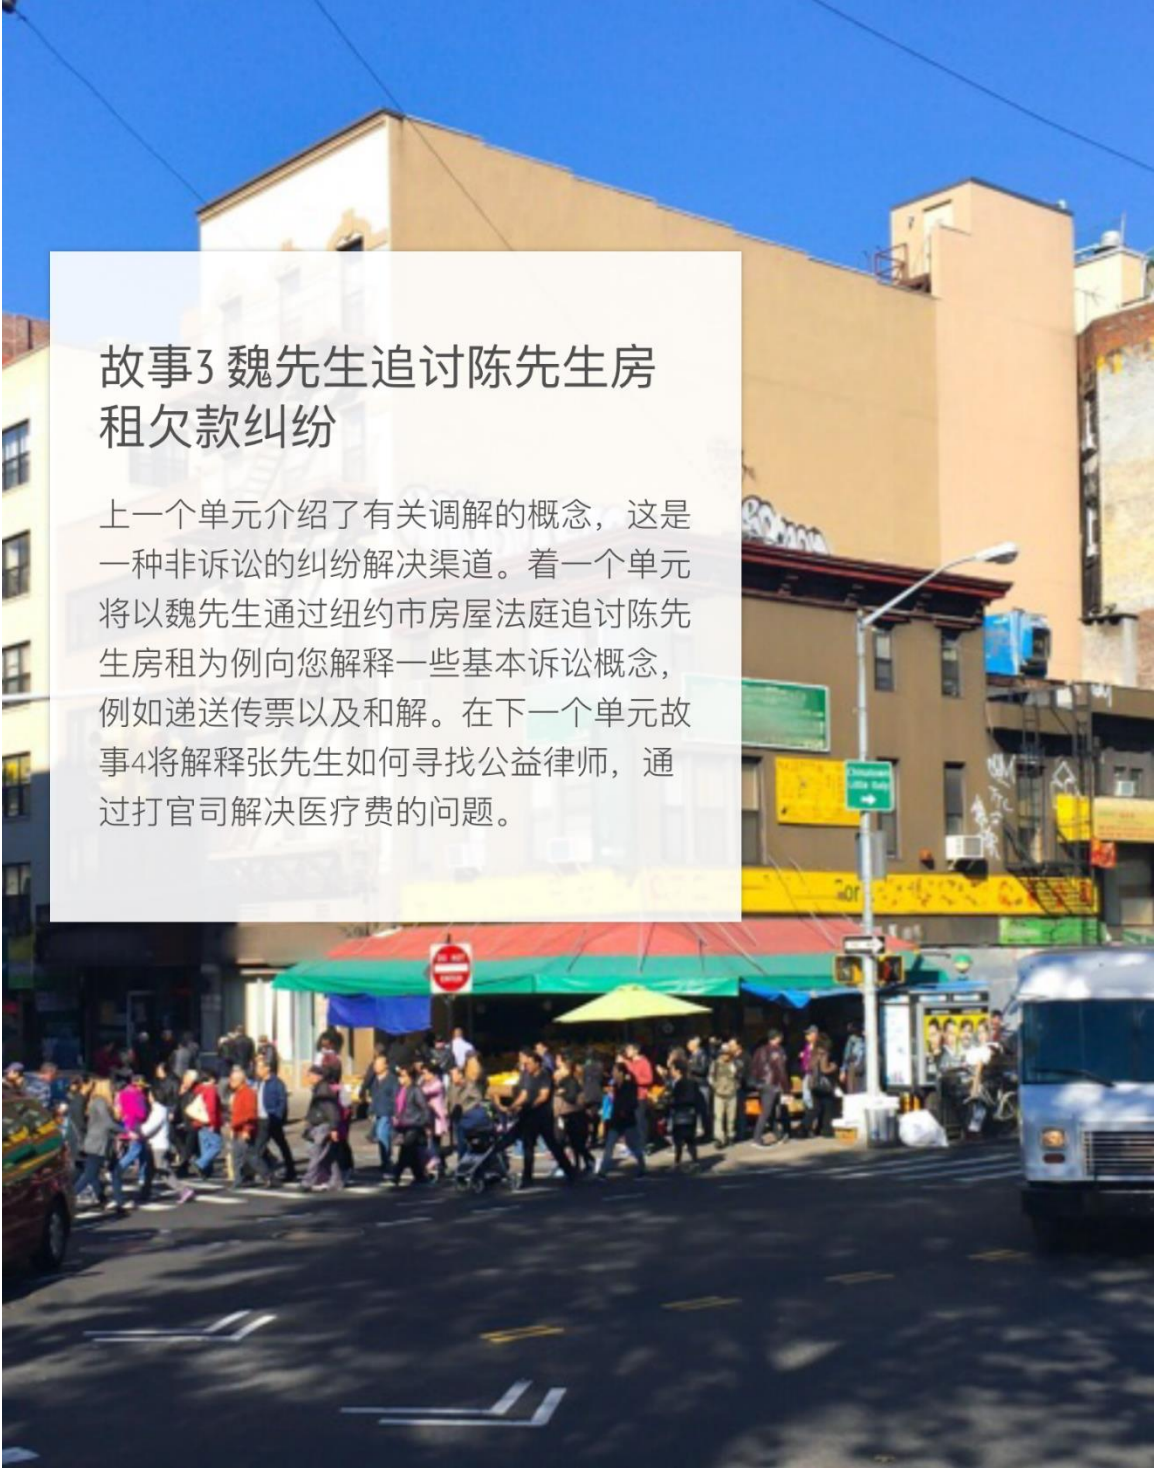 故事3 魏先生追讨陈先生房
租欠款纠纷
上一个单元介绍了有关调解的概念，这是
一种非诉讼的纠纷解决渠道。着一个单元
将以魏先生通过纽约市房屋法庭追讨陈先
生房租为例向您解释一些基本诉讼概念，
例如递送传票以及和解。在下一个单元故
事4将解释张先生如何寻找公益律师，通
过打官司解决医疗费的问题。
Chinatown
Little Italy
DO NOT
ENTER